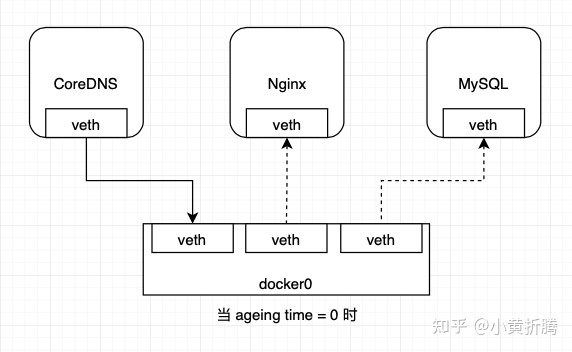 CoreDNS
Nginx
MySQL
veth
veth
veth
veth
veth
veth
docker0
当 ageing time = 0 时
知乎 @小黄折腾